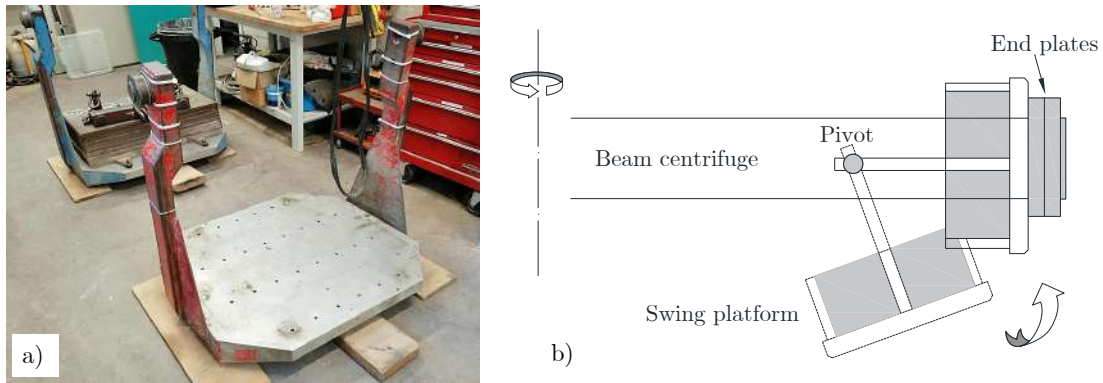 a)
End plates
Pivot
Beam centrifuge
Swing platform
b)